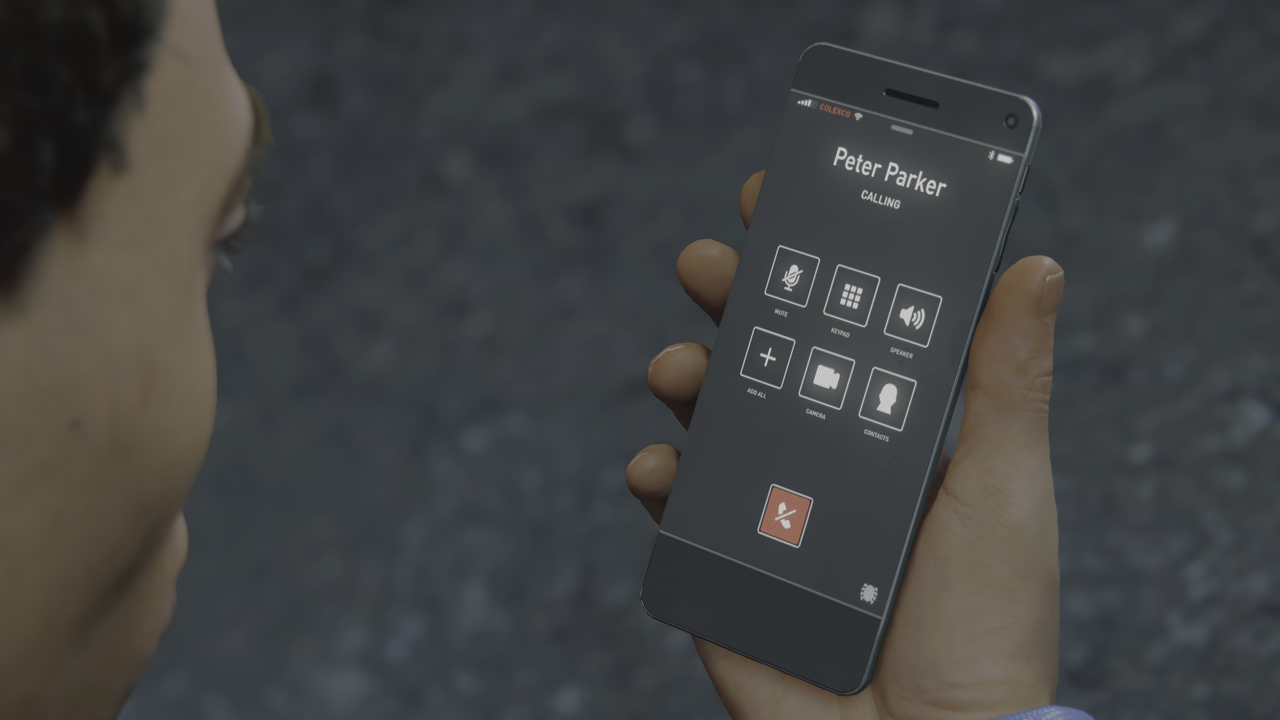 COLEXCO
Peter Parker
CALLING
MUTE
KEYPAD
SPEAKER
ADD ALL
CAMERA
CONTACTS